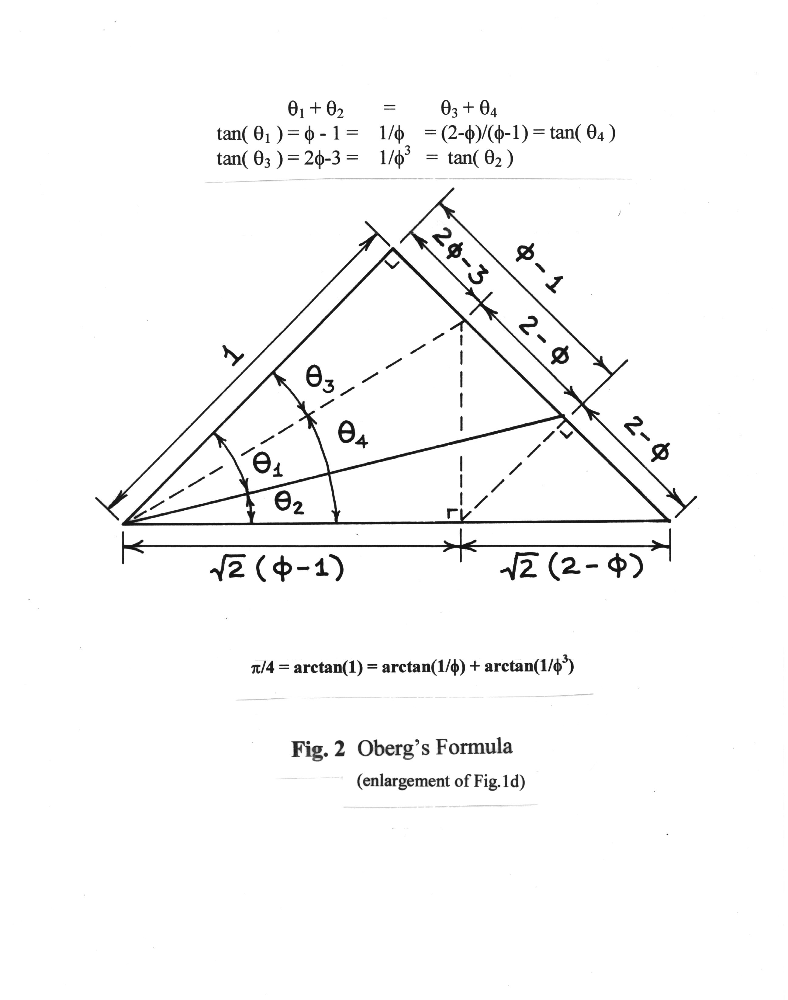 θ₁ + θ₂ = θ₃ + θ₄
tan( θ₁ ) = ϕ - 1 = 1/ϕ = (2-ϕ)/(ϕ-1) = tan( θ₄ )
tan( θ₃ ) = 2ϕ-3 = 1/ϕ³ = tan( θ₂ )
2ϕ-3
ϕ-1
1
2-ϕ
θ₃
θ₄
2-ϕ
θ₁
θ₂
√2 (ϕ-1)
√2 (2-ϕ)
π/4 = arctan(1) = arctan(1/ϕ) + arctan(1/ϕ³)
Fig. 2 Oberg's Formula
(enlargement of Fig.1d)